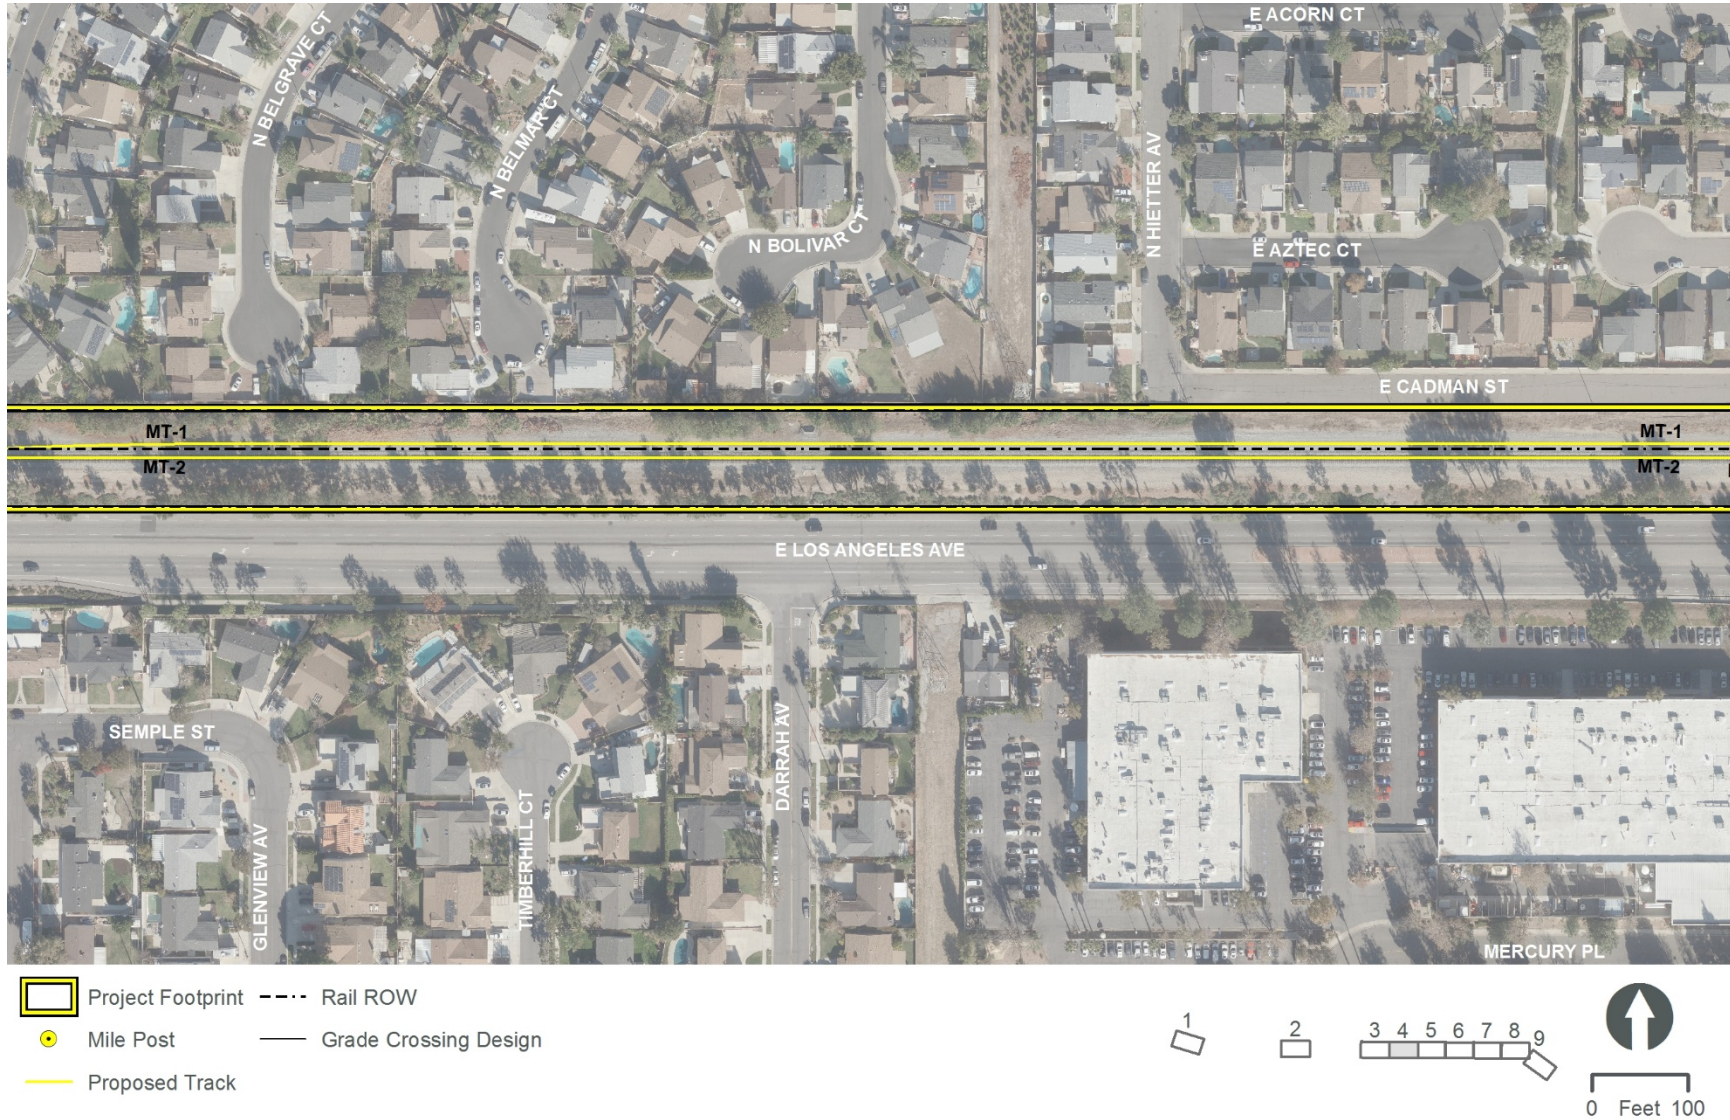 E ACORN CT
N BELGRAVE CT
N BELMAR CT
N HIETTER AV
N BOLIVAR CT
E AZTEC CT
E CADMAN ST
MT-1
MT-1
MT-2
MT-2
E LOS ANGELES AVE
SEMPLE ST
DARRAH AV
GLENVIEW AV
TIMBERHILL CT
MERCURY PL
Project Footprint
Rail ROW
Mile Post
Grade Crossing Design
Proposed Track
1
2
3 4 5 6 7 8 9
0 Feet 100